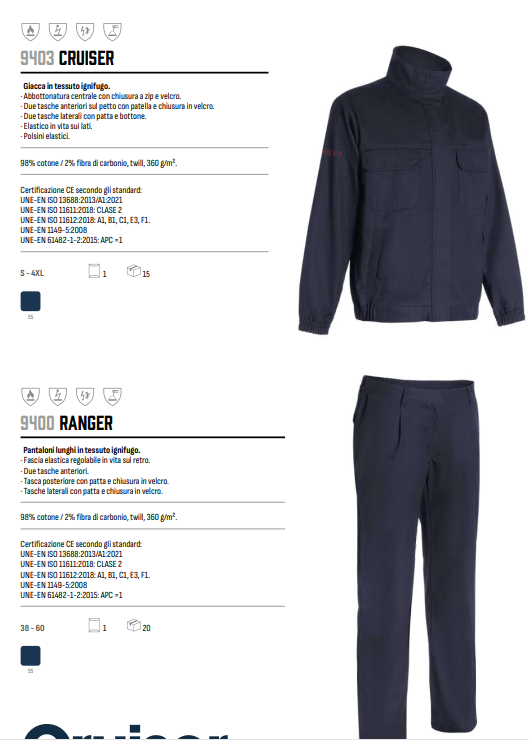 9403 CRUISER
Giacca in tessuto ignifugo.
· Abbottonatura centrale con chiusura a zip e velcro.
· Due tasche anteriori sul petto con patella e chiusura in velcro.
· Due tasche laterali con patta e bottone.
· Elastico in vita sui lati.
· Polsini elastici.
98% cotone / 2% fibra di carbonio, twill, 360 g/m².
Certificazione CE secondo gli standard:
UNE-EN ISO 13688:2013/A1:2021
UNE-EN ISO 11611:2018: CLASE 2
UNE-EN ISO 11612:2018: A1, B1, C1, E3, F1.
UNE-EN 1149-5:2008
UNE-EN 61482-1-2:2015: APC =1
S - 4XL 1 15
55
9400 RANGER
Pantaloni lunghi in tessuto ignifugo.
· Fascia elastica regolabile in vita sul retro.
· Due tasche anteriori.
· Tasca posteriore con patta e chiusura in velcro.
· Tasche laterali con patta e chiusura in velcro.
98% cotone / 2% fibra di carbonio, twill, 360 g/m².
Certificazione CE secondo gli standard:
UNE-EN ISO 13688:2013/A1:2021
UNE-EN ISO 11611:2018: CLASE 2
UNE-EN ISO 11612:2018: A1, B1, C1, E3, F1.
UNE-EN 1149-5:2008
UNE-EN 61482-1-2:2015: APC =1
38 - 60 1 20
55
Cruiser